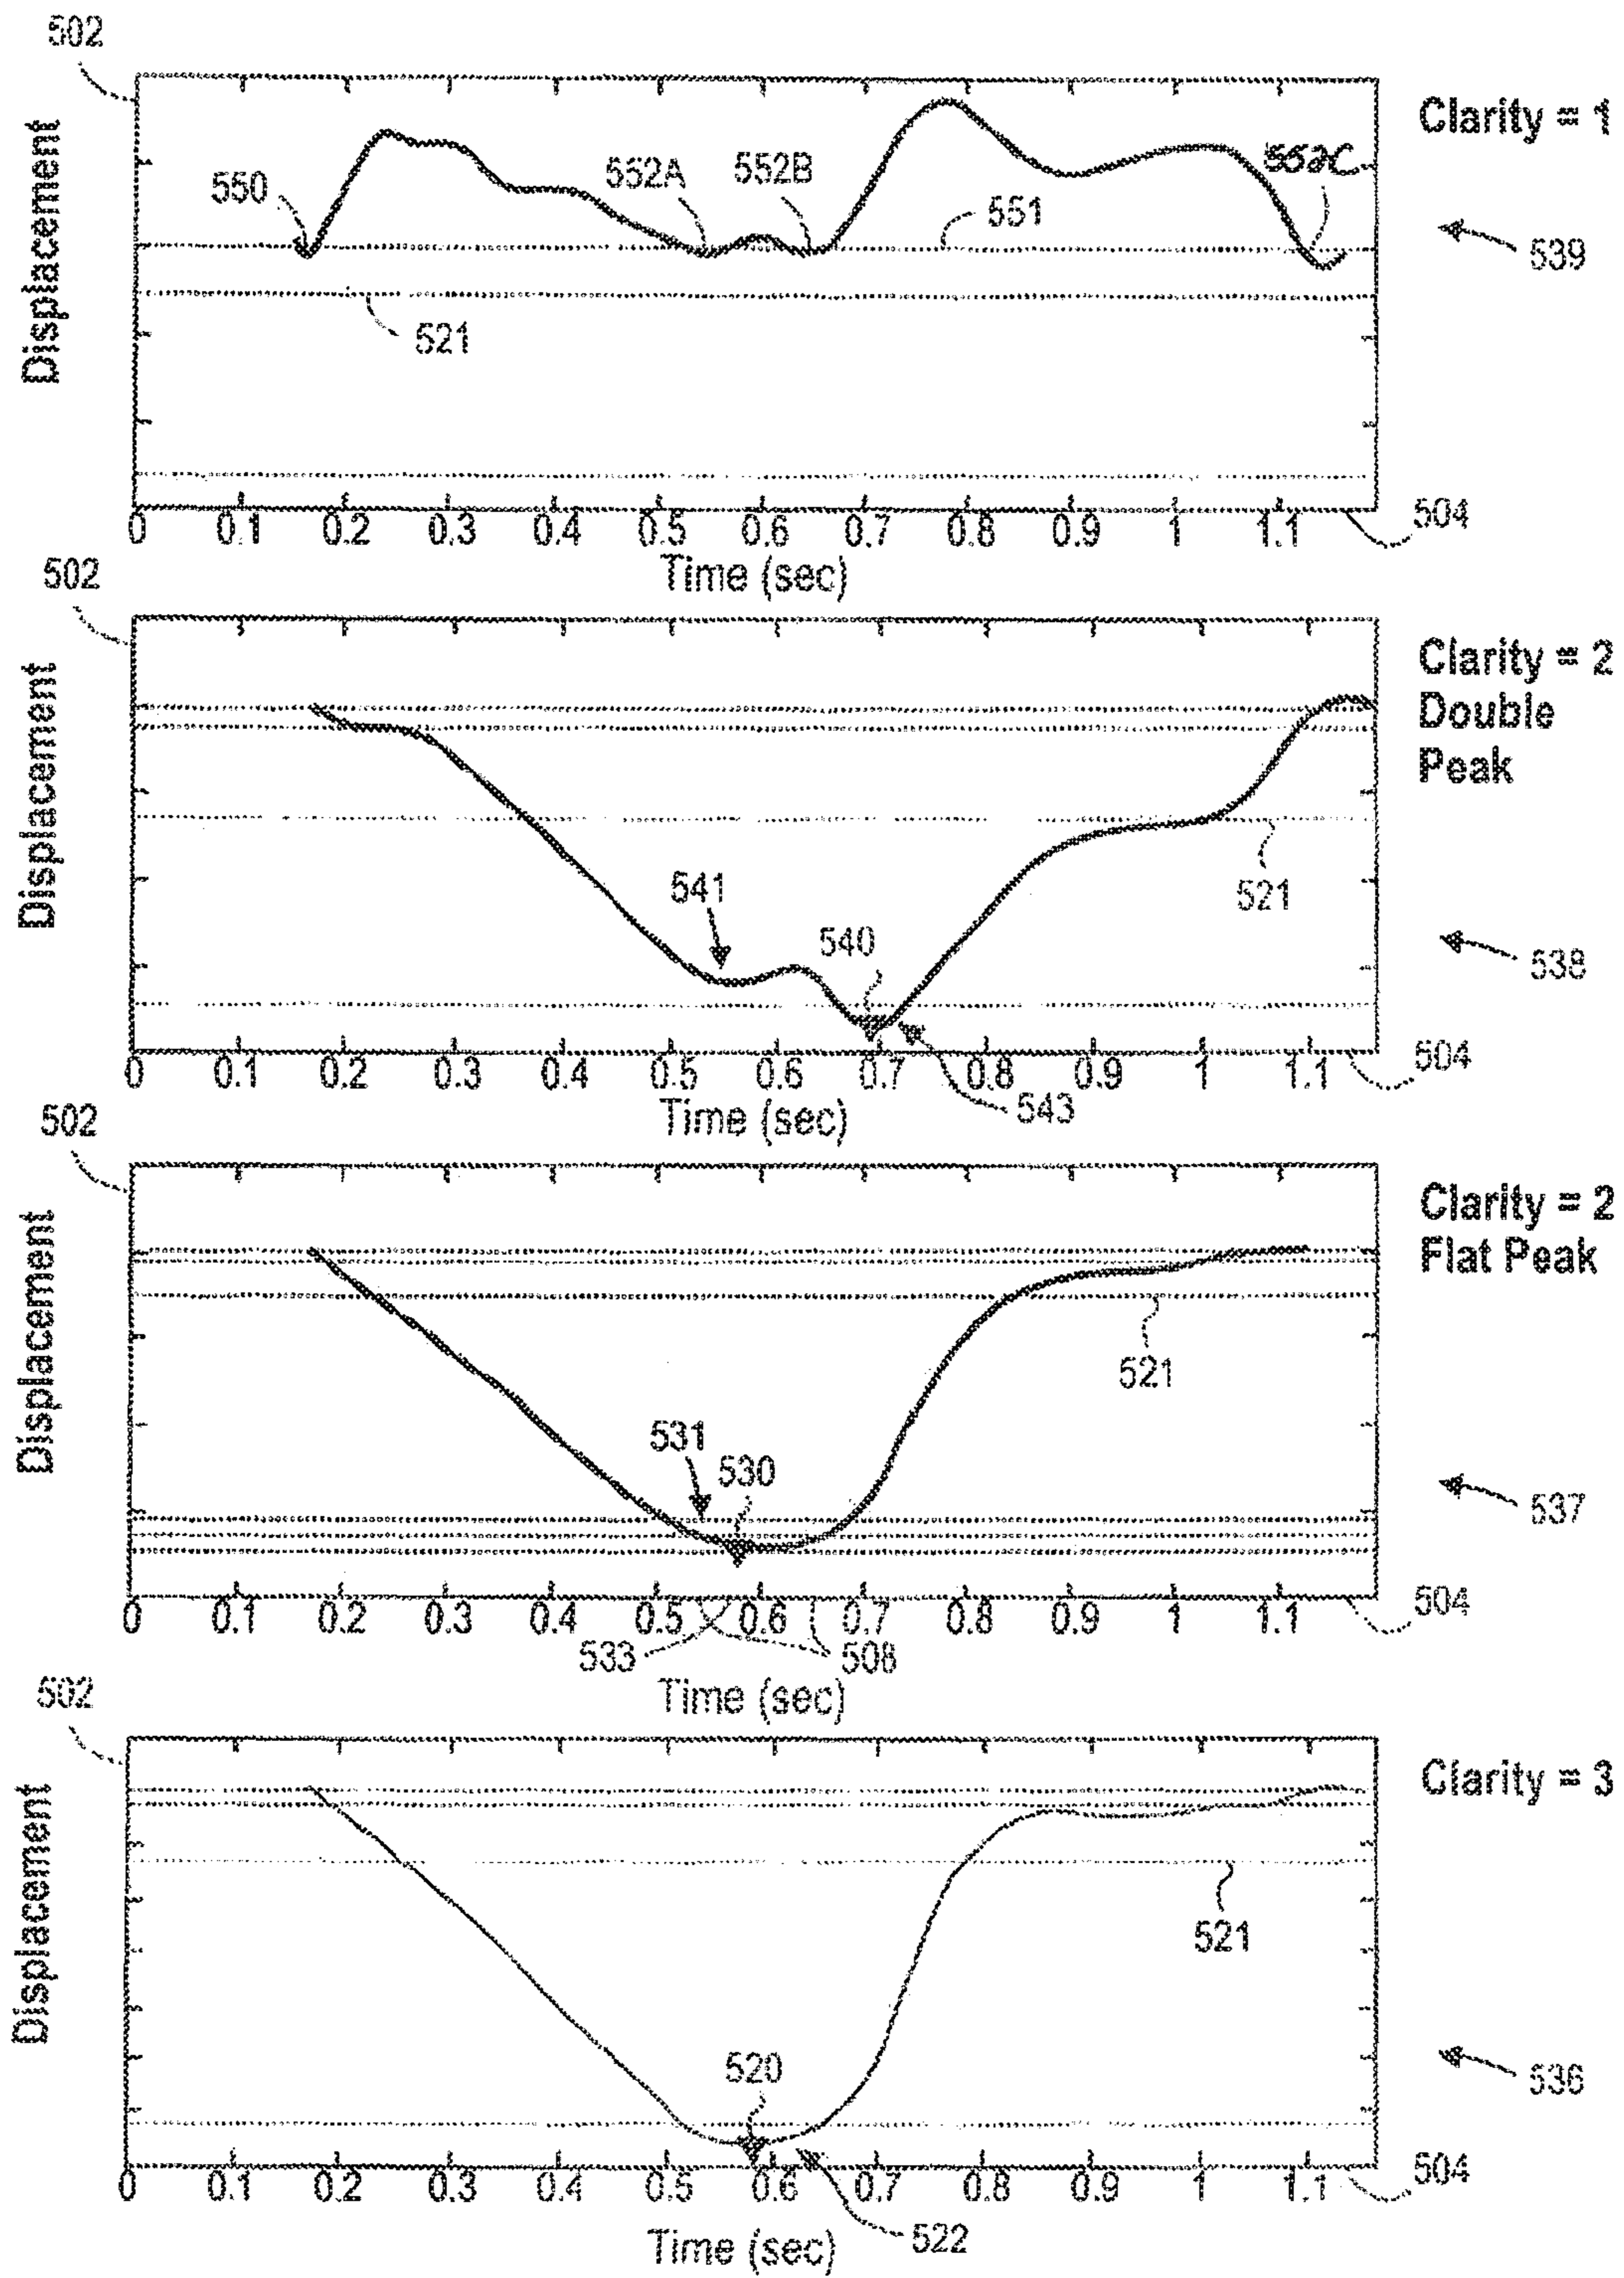 502
Displacement
Clarity = 1
550
552A
552B
552C
551
539
521
0 0.1 0.2 0.3 0.4 0.5 0.6 0.7 0.8 0.9 1 1.1
504
Time (sec)
502
Displacement
Clarity = 2
Double
Peak
541
540
521
538
0 0.1 0.2 0.3 0.4 0.5 0.6 0.7 0.8 0.9 1 1.1
504
543
Time (sec)
502
Displacement
Clarity = 2
Flat Peak
521
531
530
537
0 0.1 0.2 0.3 0.4 0.5 0.6 0.7 0.8 0.9 1 1.1
504
533
508
Time (sec)
502
Displacement
Clarity = 3
521
520
536
0 0.1 0.2 0.3 0.4 0.5 0.6 0.7 0.8 0.9 1 1.1
504
522
Time (sec)